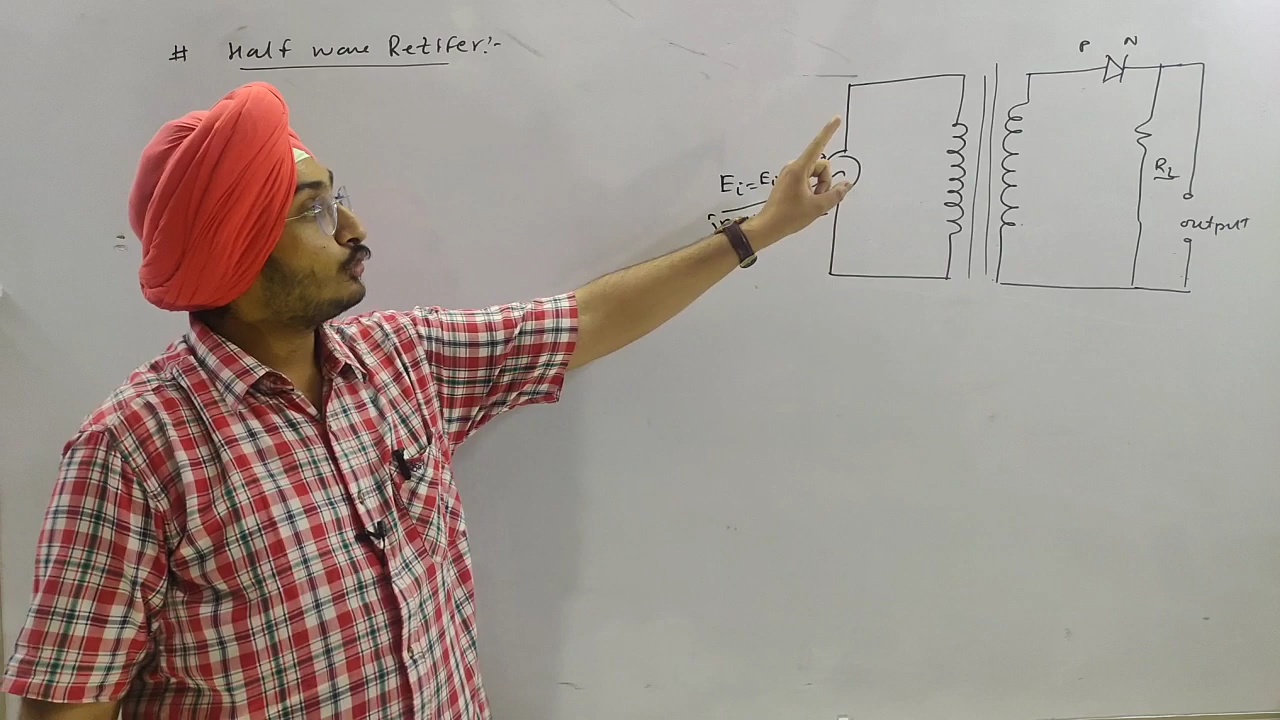 # Half wave Retifer:-
P N
Ei=Ei
RL
output